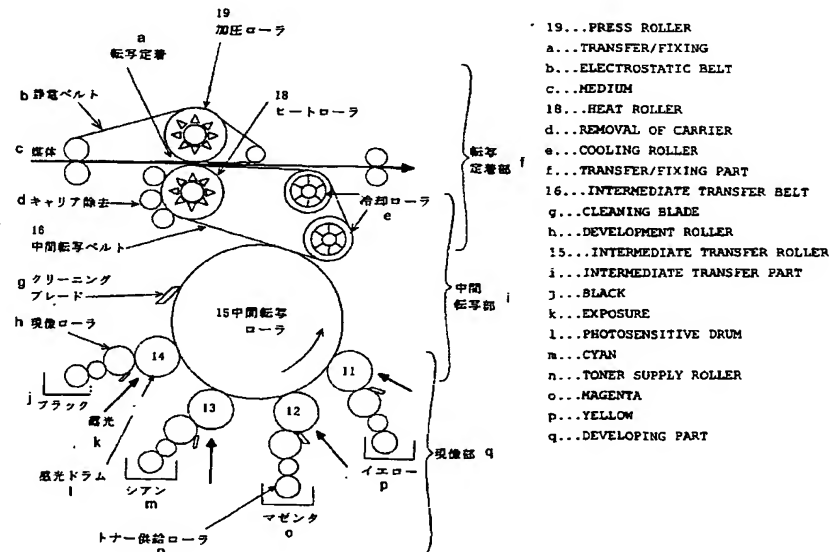 19
加圧ローラ
a
転写定着
18
ヒートローラ
b 静電ベルト
c 媒体
転写
定着部 f
d キャリア除去
冷却ローラ
e
16
中間転写ベルト
g クリーニング
ブレード
15中間転写
ローラ
中間
転写部 i
h 現像ローラ
14
11
13
12
j ブラック
感光
k
感光ドラム
l
シアン
m
マゼンタ
o
イエロー
p
現像部 q
トナー供給ローラ
n
19...PRESS ROLLER
a...TRANSFER/FIXING
b...ELECTROSTATIC BELT
c...MEDIUM
18...HEAT ROLLER
d...REMOVAL OF CARRIER
e...COOLING ROLLER
f...TRANSFER/FIXING PART
16...INTERMEDIATE TRANSFER BELT
g...CLEANING BLADE
h...DEVELOPMENT ROLLER
15...INTERMEDIATE TRANSFER ROLLER
i...INTERMEDIATE TRANSFER PART
j...BLACK
k...EXPOSURE
l...PHOTOSENSITIVE DRUM
m...CYAN
n...TONER SUPPLY ROLLER
o...MAGENTA
p...YELLOW
q...DEVELOPING PART